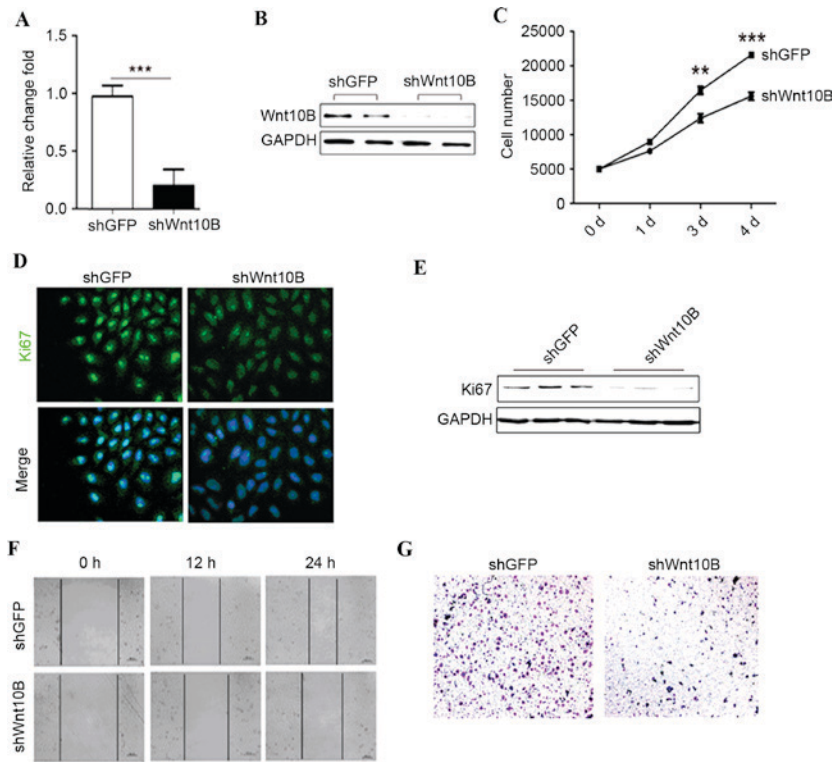 A
Relative change fold
1.5
1.0
0.5
0.0
***
shGFP
shWnt10B
B
shGFP shWnt10B
Wnt10B
GAPDH
C
Cell number
25000
20000
15000
10000
5000
0
**
***
shGFP
shWnt10B
0 d
1 d
3 d
4 d
D
shGFP shWnt10B
Ki67
Merge
E
shGFP shWnt10B
Ki67
GAPDH
F
0 h 12 h 24 h
shGFP
shWnt10B
G
shGFP shWnt10B